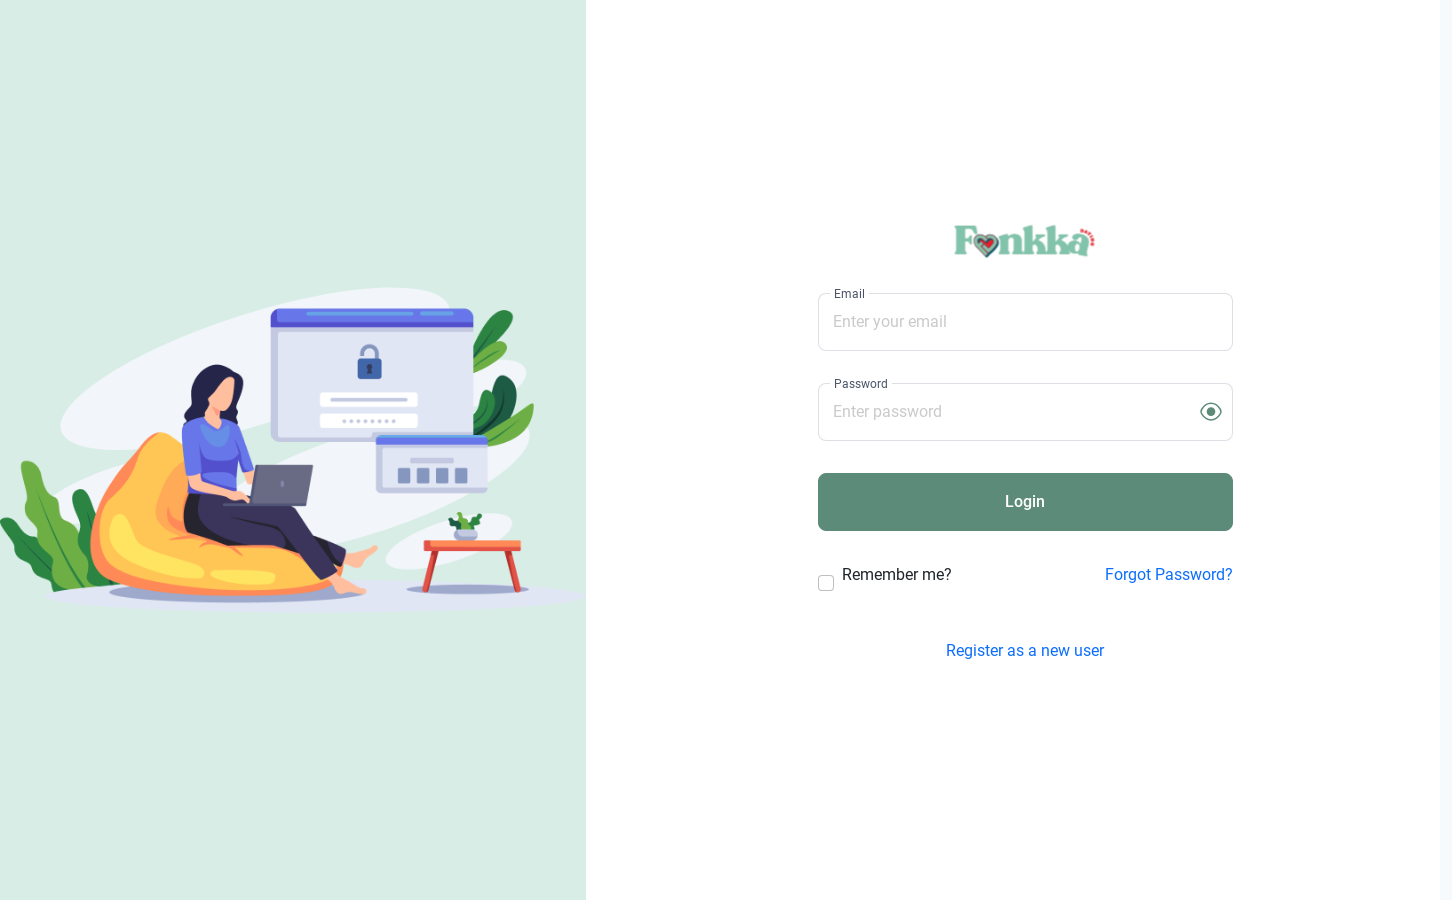 Fonkka
Email
Enter your email
Password
Enter password
Login
Remember me?
Forgot Password?
Register as a new user